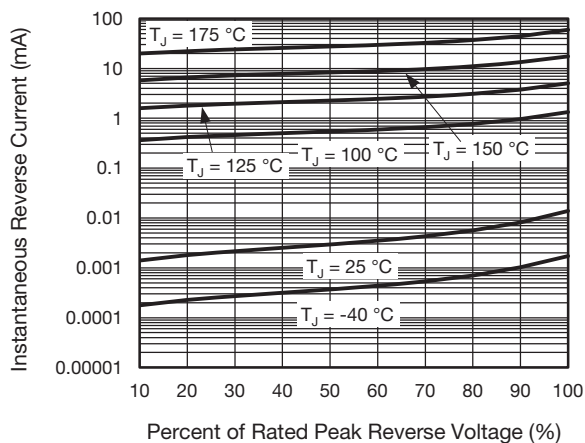 Instantaneous Reverse Current (mA)
100
10
1
0.1
0.01
0.001
0.0001
0.00001
T_J = 175 °C
T_J = 150 °C
T_J = 125 °C
T_J = 100 °C
T_J = 25 °C
T_J = -40 °C
10 20 30 40 50 60 70 80 90 100
Percent of Rated Peak Reverse Voltage (%)